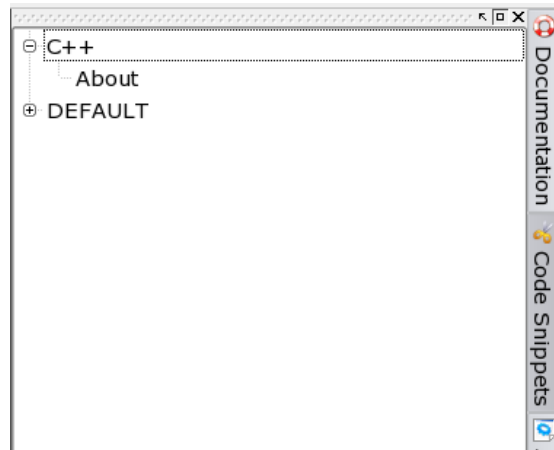 C++
About
DEFAULT
Documentation
Code Snippets